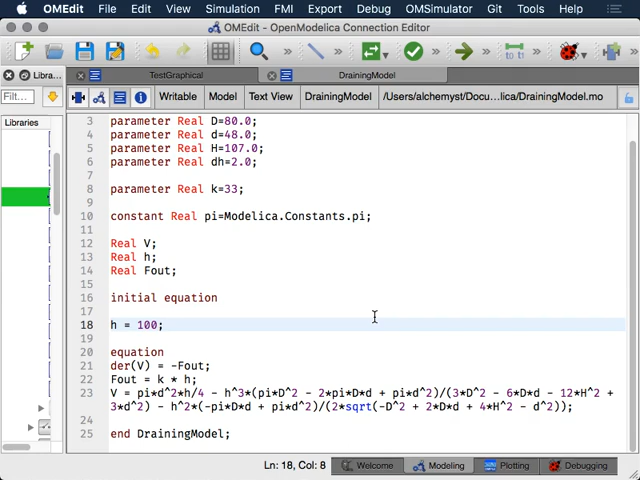 OMEdit File Edit View Simulation FMI Export Debug OMSimulator Git Tools Help
OMEdit - OpenModelica Connection Editor
Libra...
TestGraphical
DrainingModel
Filt...
Writable Model Text View DrainingModel /Users/alchemyst/Docu...lica/DrainingModel.mo
Libraries
3 parameter Real D=80.0;
4 parameter Real d=48.0;
5 parameter Real H=107.0;
6 parameter Real dh=2.0;
7
8 parameter Real k=33;
9
10 constant Real pi=Modelica.Constants.pi;
11
12 Real V;
13 Real h;
14 Real Fout;
15
16 initial equation
17
18 h = 100;
19
20 equation
21 der(V) = -Fout;
22 Fout = k * h;
23 V = pi*d^2*h/4 - h^3*(pi*D^2 - 2*pi*D*d + pi*d^2)/(3*D^2 - 6*D*d - 12*H^2 +
3*d^2) - h^2*(-pi*D*d + pi*d^2)/(2*sqrt(-D^2 + 2*D*d + 4*H^2 - d^2));
24
25 end DrainingModel;
Ln: 18, Col: 8
Welcome
Modeling
Plotting
Debugging